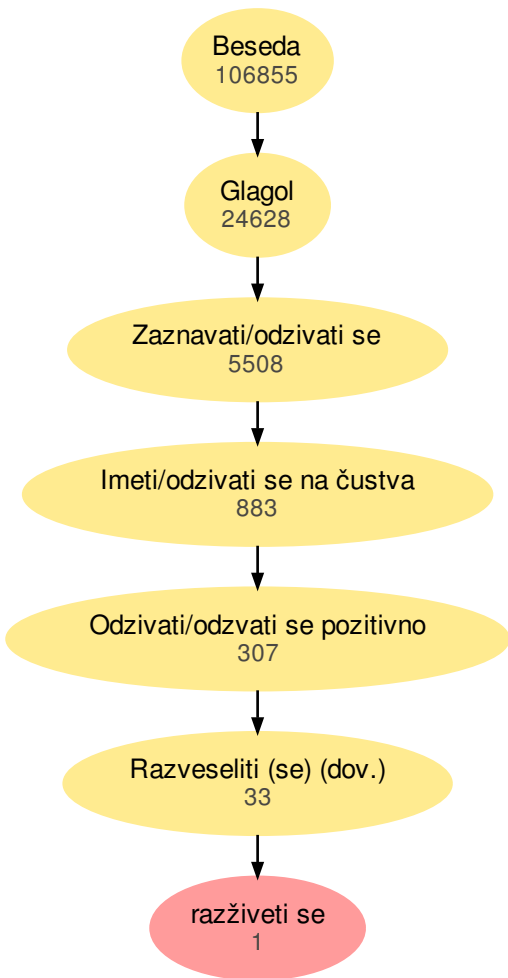 Beseda
106855
Glagol
24628
Zaznavati/odzivati se
5508
Imeti/odzivati se na čustva
883
Odzivati/odzvati se pozitivno
307
Razveseliti (se) (dov.)
33
razživeti se
1